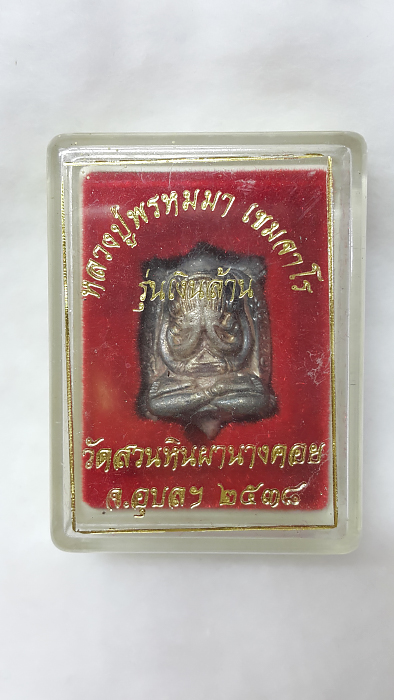 หลวงปู่พรหมมา เขมจาโร
รุ่นเงินล้าน
วัดสวนหินผานางคอย
จ.อุบลฯ ๒๕๓๘